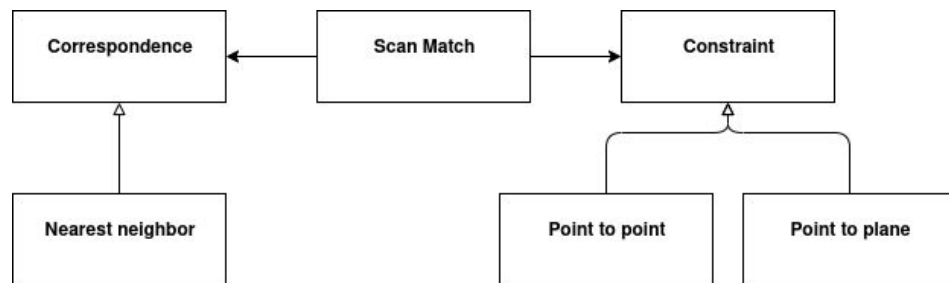 Correspondence
Scan Match
Constraint
Nearest neighbor
Point to point
Point to plane